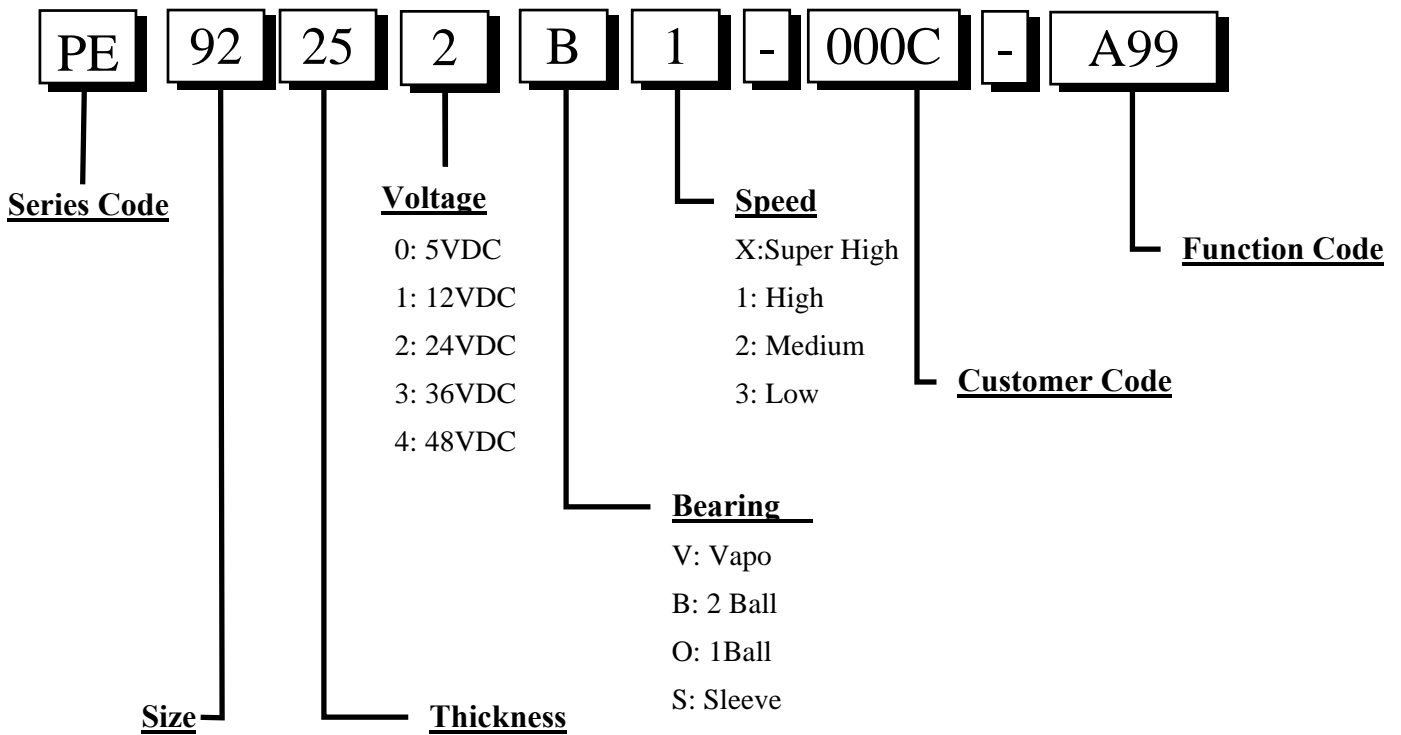 PE 92 25 2 B 1 - 000C - A99
Series Code
Voltage
0: 5VDC
1: 12VDC
2: 24VDC
3: 36VDC
4: 48VDC
Speed
X:Super High
1: High
2: Medium
3: Low
Function Code
Customer Code
Bearing
V: Vapo
B: 2 Ball
O: 1Ball
S: Sleeve
Size
Thickness